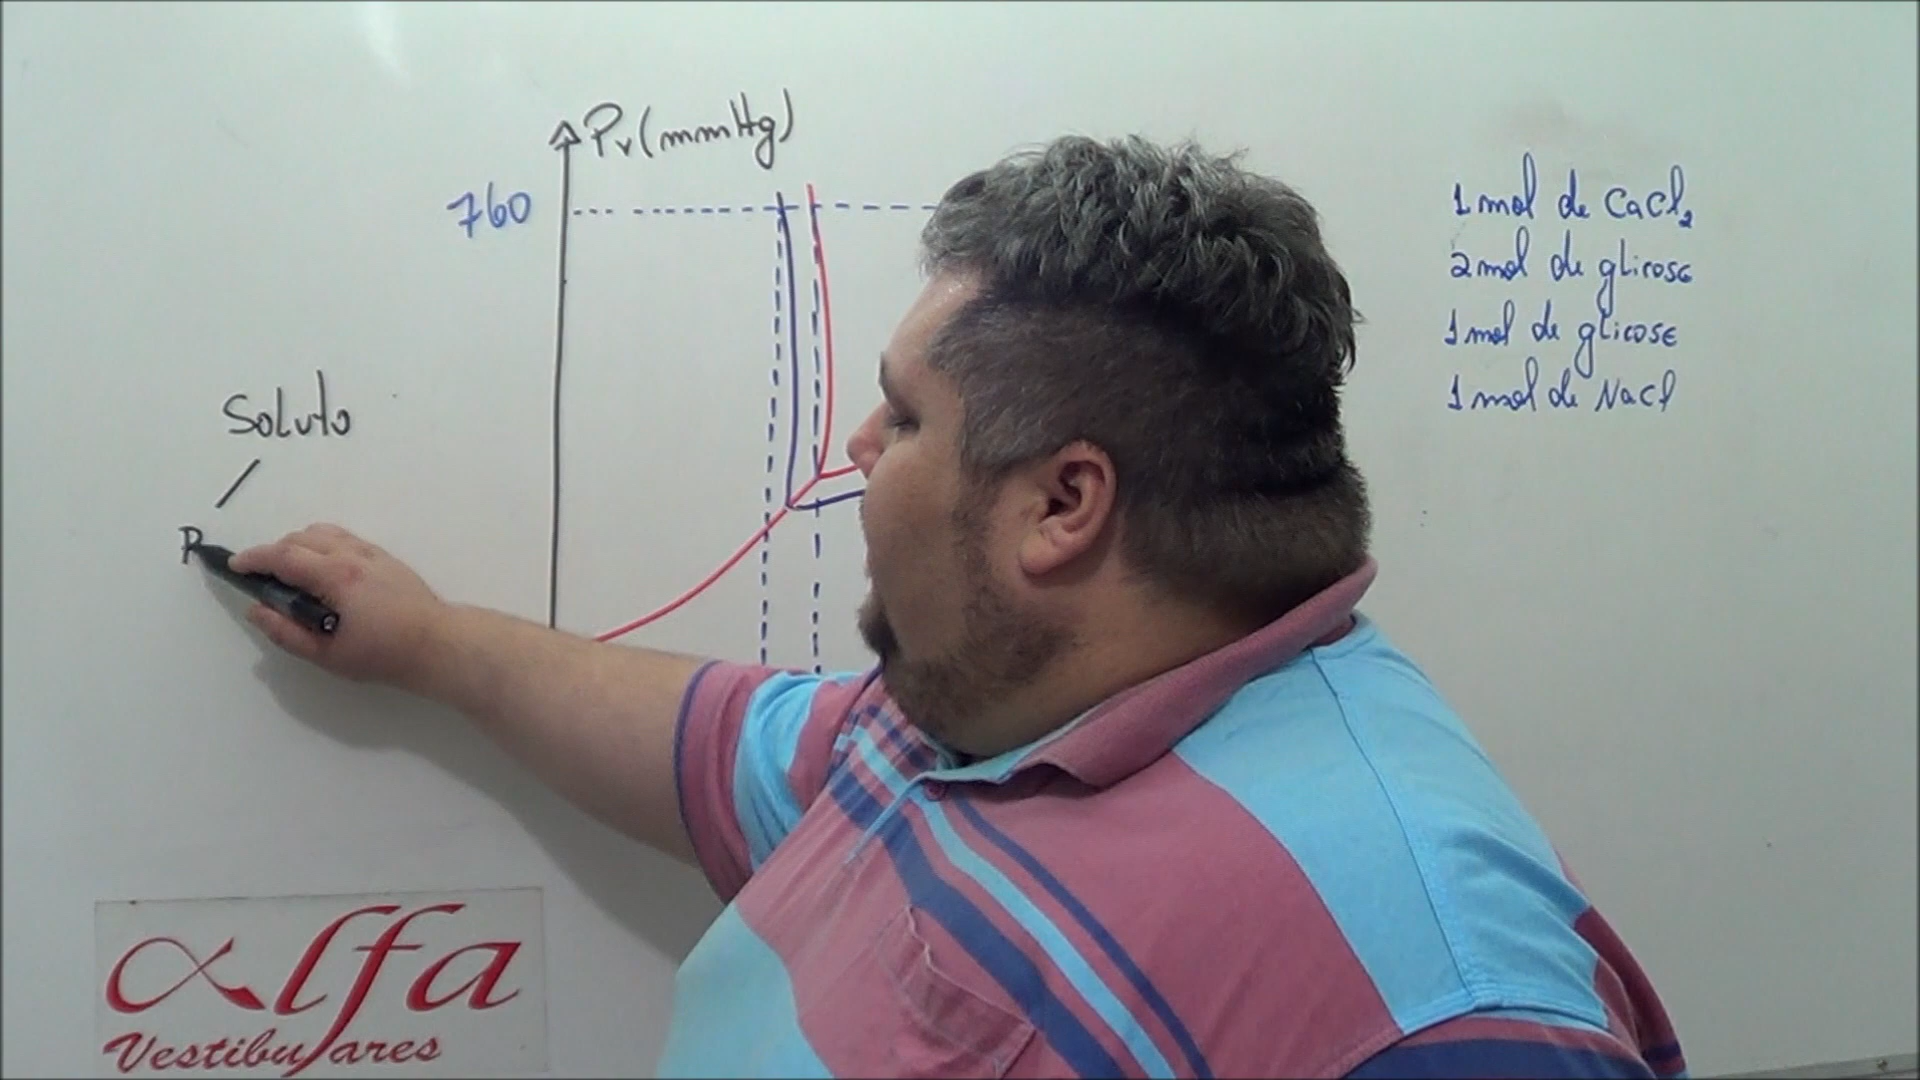 Pv (mmHg)
760
Soluto
P
1 mol de CaCl₂
2 mol de glicose
1 mol de glicose
1 mol de NaCl
αlfa
Vestibulares